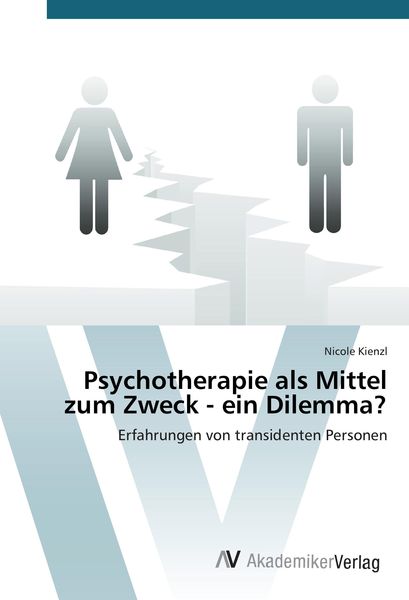 Nicole Kienzl
Psychotherapie als Mittel
zum Zweck - ein Dilemma?
Erfahrungen von transidenten Personen
AV AkademikerVerlag